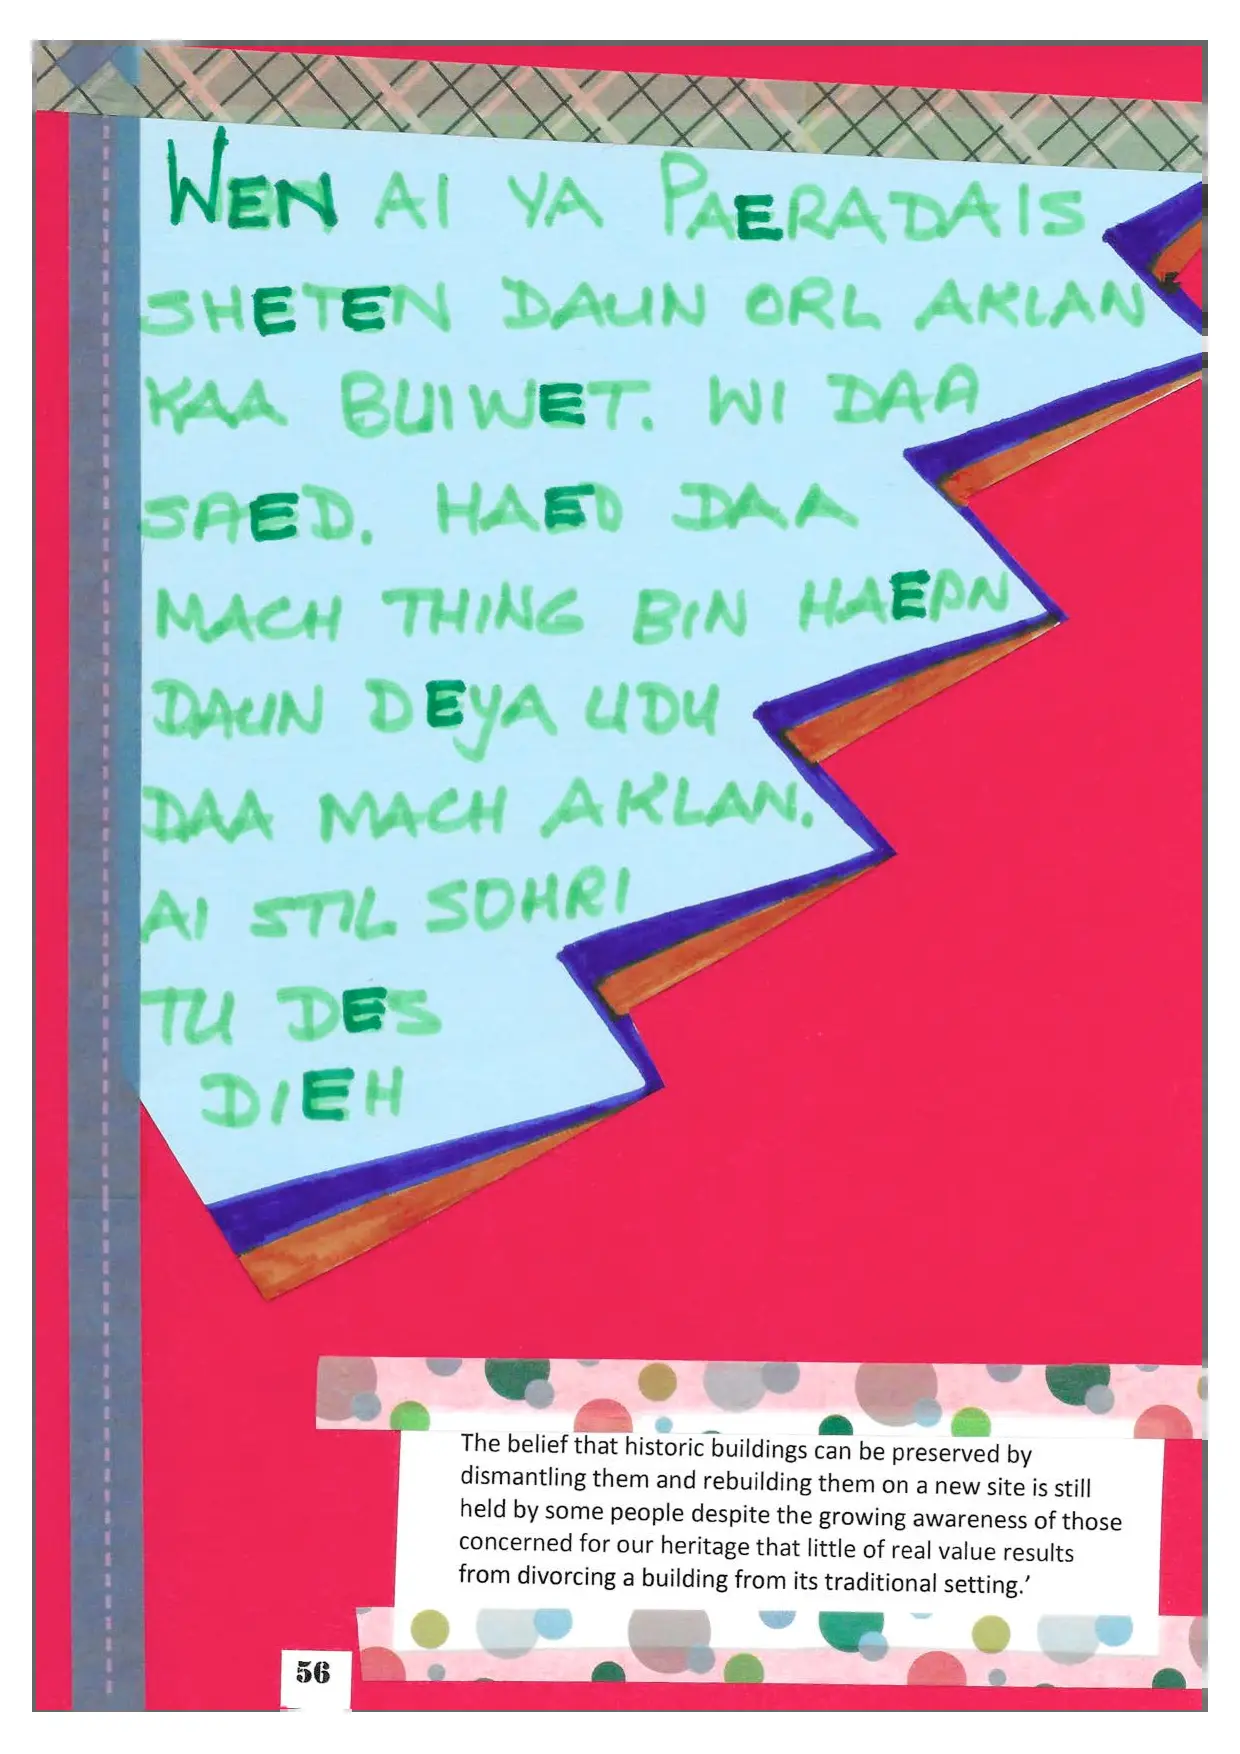 WEN AI YA PAERADAIS
SHETEN DAUN ORL AKLAN
KAA BUIWET. WI DAA
SAED. HAED DAA
MACH THING BIN HAEPN
DAUN DEYA UDU
DAA MACH AKLAN.
AI STIL SOHRI
TU DES
DIEH
The belief that historic buildings can be preserved by
dismantling them and rebuilding them on a new site is still
held by some people despite the growing awareness of those
concerned for our heritage that little of real value results
from divorcing a building from its traditional setting.’
56